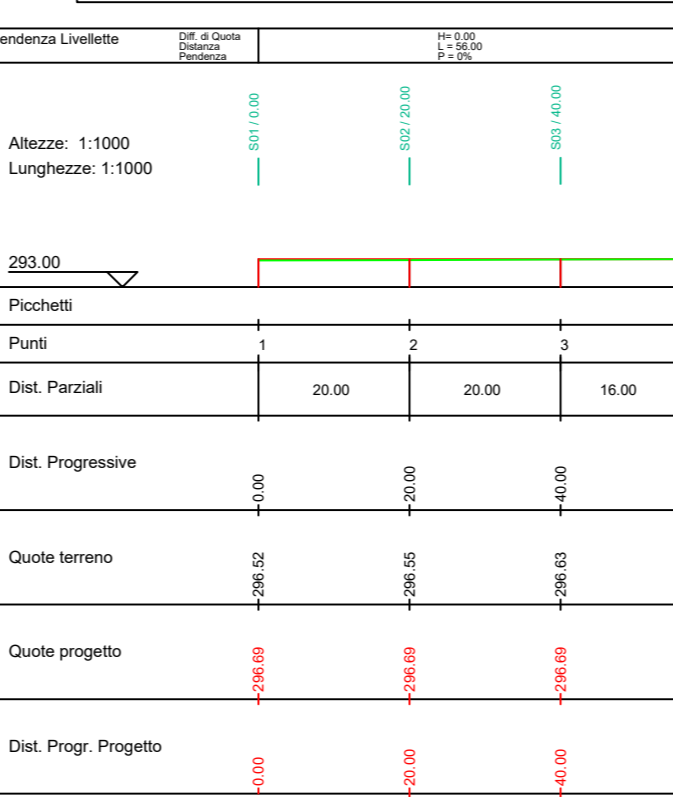 endenza Livellette
Diff. di Quota
Distanza
Pendenza
H= 0.00
L = 56.00
P = 0%
Altezze: 1:1000
Lunghezze: 1:1000
S01 / 0.00
S02 / 20.00
S03 / 40.00
293.00
Picchetti
Punti 1 2 3
Dist. Parziali 20.00 20.00 16.00
Dist. Progressive 0.00 20.00 40.00
Quote terreno 296.52 296.55 296.63
Quote progetto 296.69 296.69 296.69
Dist. Progr. Progetto 0.00 20.00 40.00